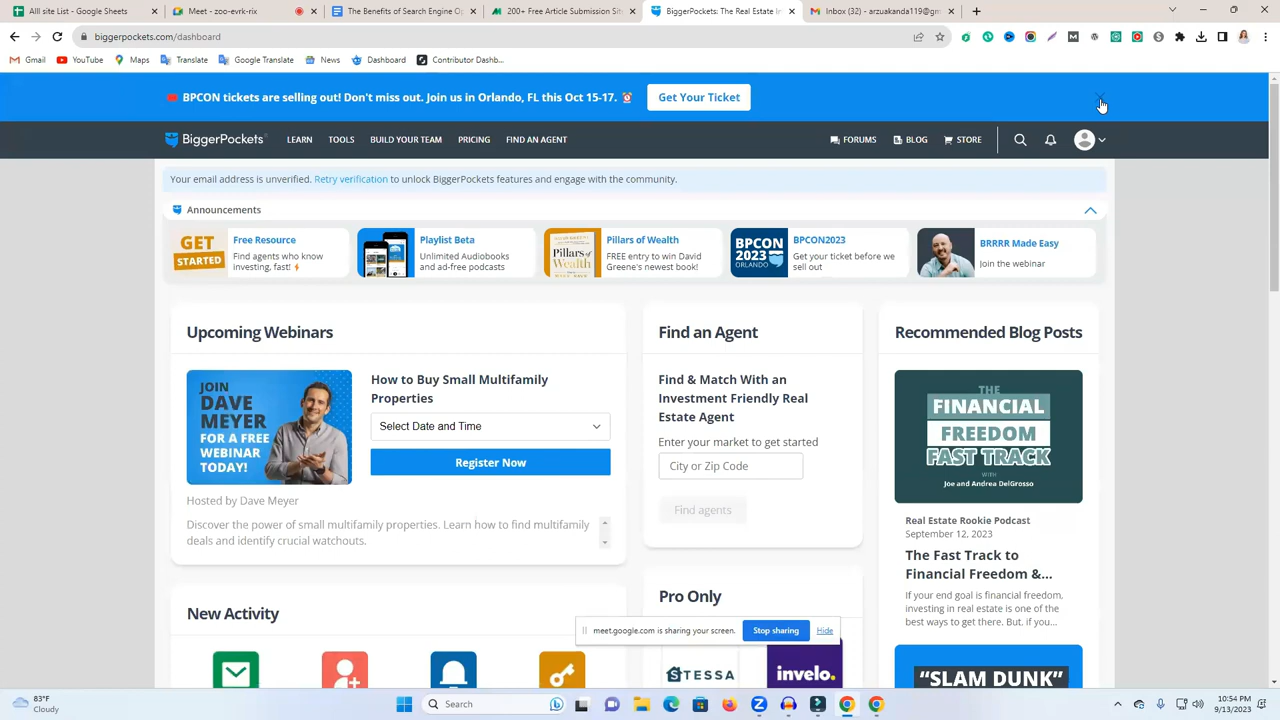 Alll site List - Google Sheets
Meet - zoo-evrk-rix
The Benefits of Search Engine Op
200+ Free Article Submission Site
BiggerPockets: The Real Estate In
Inbox (32) - arzuakanda119@gm
biggerpockets.com/dashboard
Gmail
YouTube
Maps
Translate
Google Translate
News
Dashboard
Contributor Dashb...
BPCON tickets are selling out! Don't miss out. Join us in Orlando, FL this Oct 15-17.
Get Your Ticket
BiggerPockets
LEARN
TOOLS
BUILD YOUR TEAM
PRICING
FIND AN AGENT
FORUMS
BLOG
STORE
Your email address is unverified. Retry verification to unlock BiggerPockets features and engage with the community.
Announcements
GET
STARTED
Free Resource
Find agents who know
investing, fast!
Playlist Beta
Unlimited Audiobooks
and ad-free podcasts
Pillars of
Wealth
Pillars of Wealth
FREE entry to win David
Greene's newest book!
BPCON
2023
ORLANDO
BPCON2023
Get your ticket before we
sell out
BRRRR Made Easy
Join the webinar
Upcoming Webinars
JOIN
DAVE
MEYER
FOR A FREE
WEBINAR
TODAY!
How to Buy Small Multifamily
Properties
Select Date and Time
Register Now
Hosted by Dave Meyer
Discover the power of small multifamily properties. Learn how to find multifamily
deals and identify crucial watchouts.
Find an Agent
Find & Match With an
Investment Friendly Real
Estate Agent
Enter your market to get started
City or Zip Code
Find agents
Recommended Blog Posts
THE
FINANCIAL
FREEDOM
FAST TRACK
WITH
Joe and Andrea DelGrosso
Real Estate Rookie Podcast
September 12, 2023
The Fast Track to
Financial Freedom &...
If your end goal is financial freedom,
investing in real estate is one of the
best ways to get there. But, if you...
"SLAM DUNK"
New Activity
Pro Only
STESSA
invelo.
meet.google.com is sharing your screen.
Stop sharing
Hide
83°F
Cloudy
Search
10:54 PM
9/13/2023